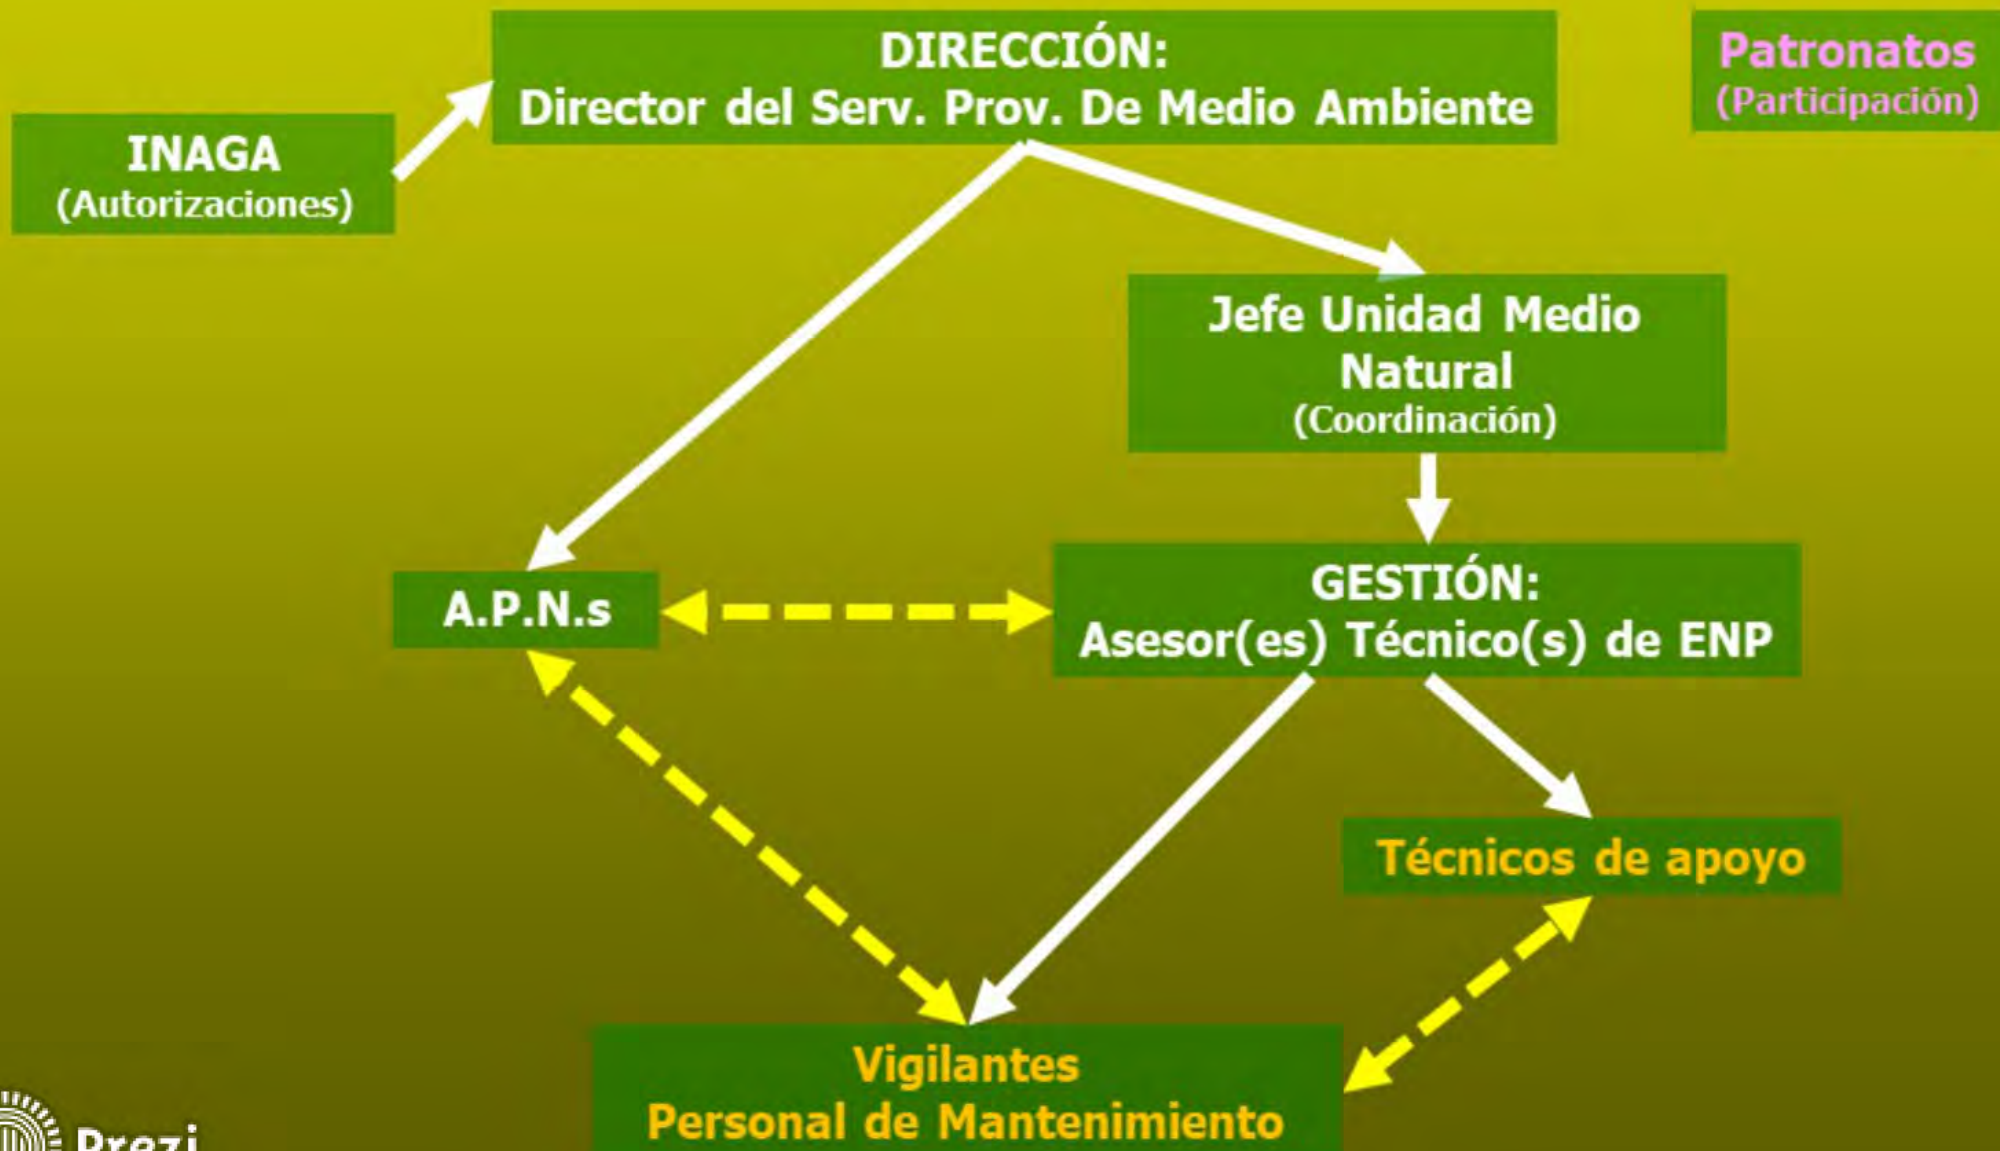 DIRECCIÓN:
Director del Serv. Prov. De Medio Ambiente
Patronatos
(Participación)
INAGA
(Autorizaciones)
Jefe Unidad Medio
Natural
(Coordinación)
A.P.N.s
GESTIÓN:
Asesor(es) Técnico(s) de ENP
Técnicos de apoyo
Vigilantes
Personal de Mantenimiento
Prezi